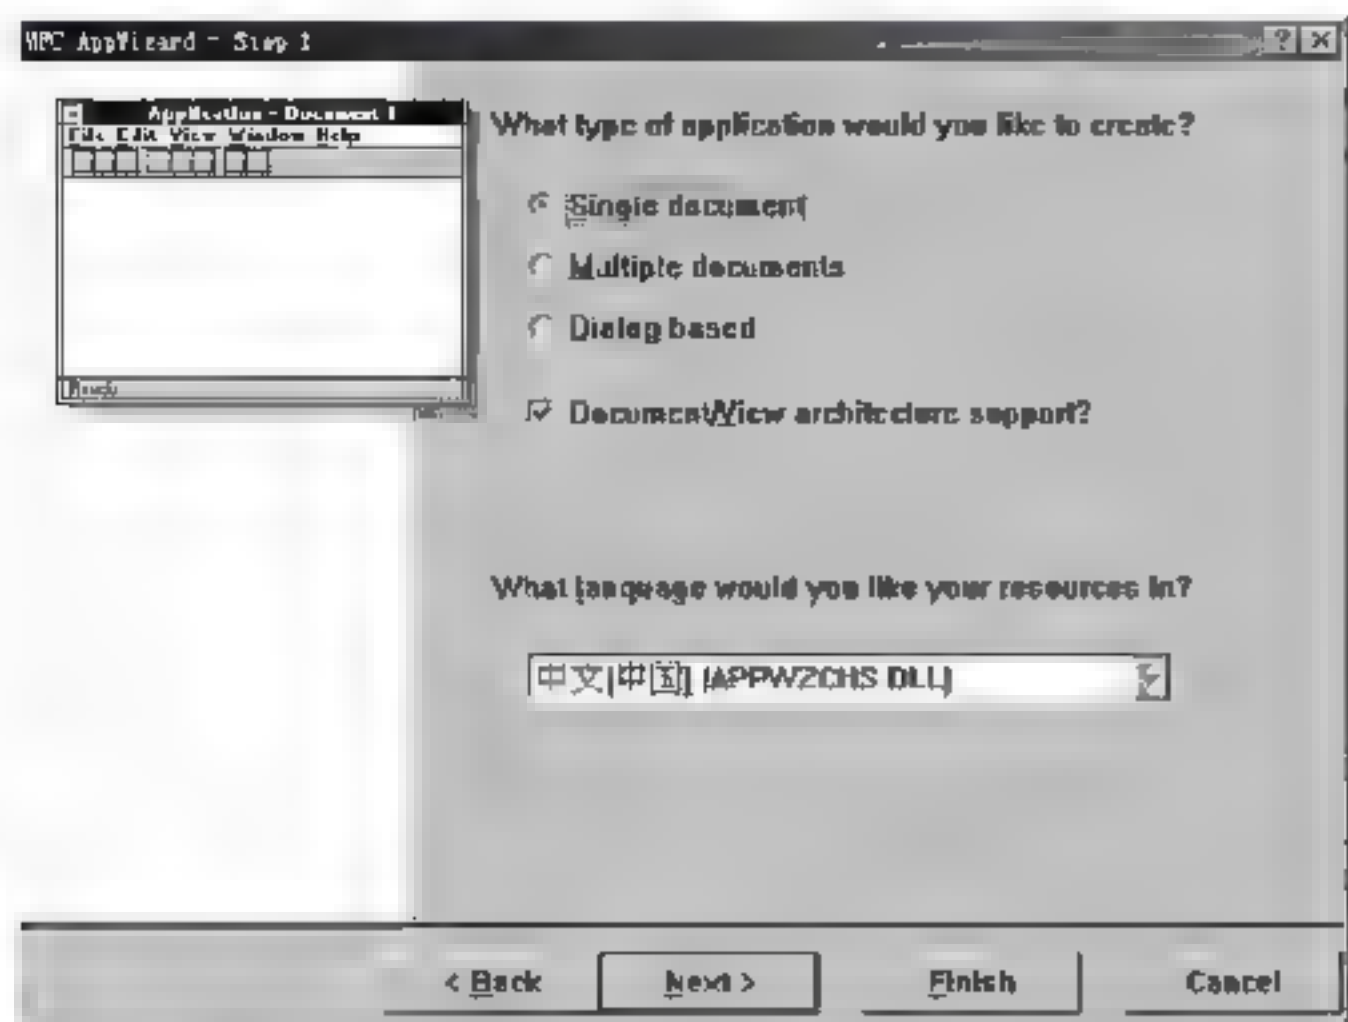 MFC AppWizard - Step 1
Application - Document 1
File Edit View Window Help
What type of application would you like to create?
Single document
Multiple documents
Dialog based
Ready
Document/View architecture support?
What language would you like your resources in?
中文[中国] (APPWZCHS.DLL)
< Back Next > Finish Cancel